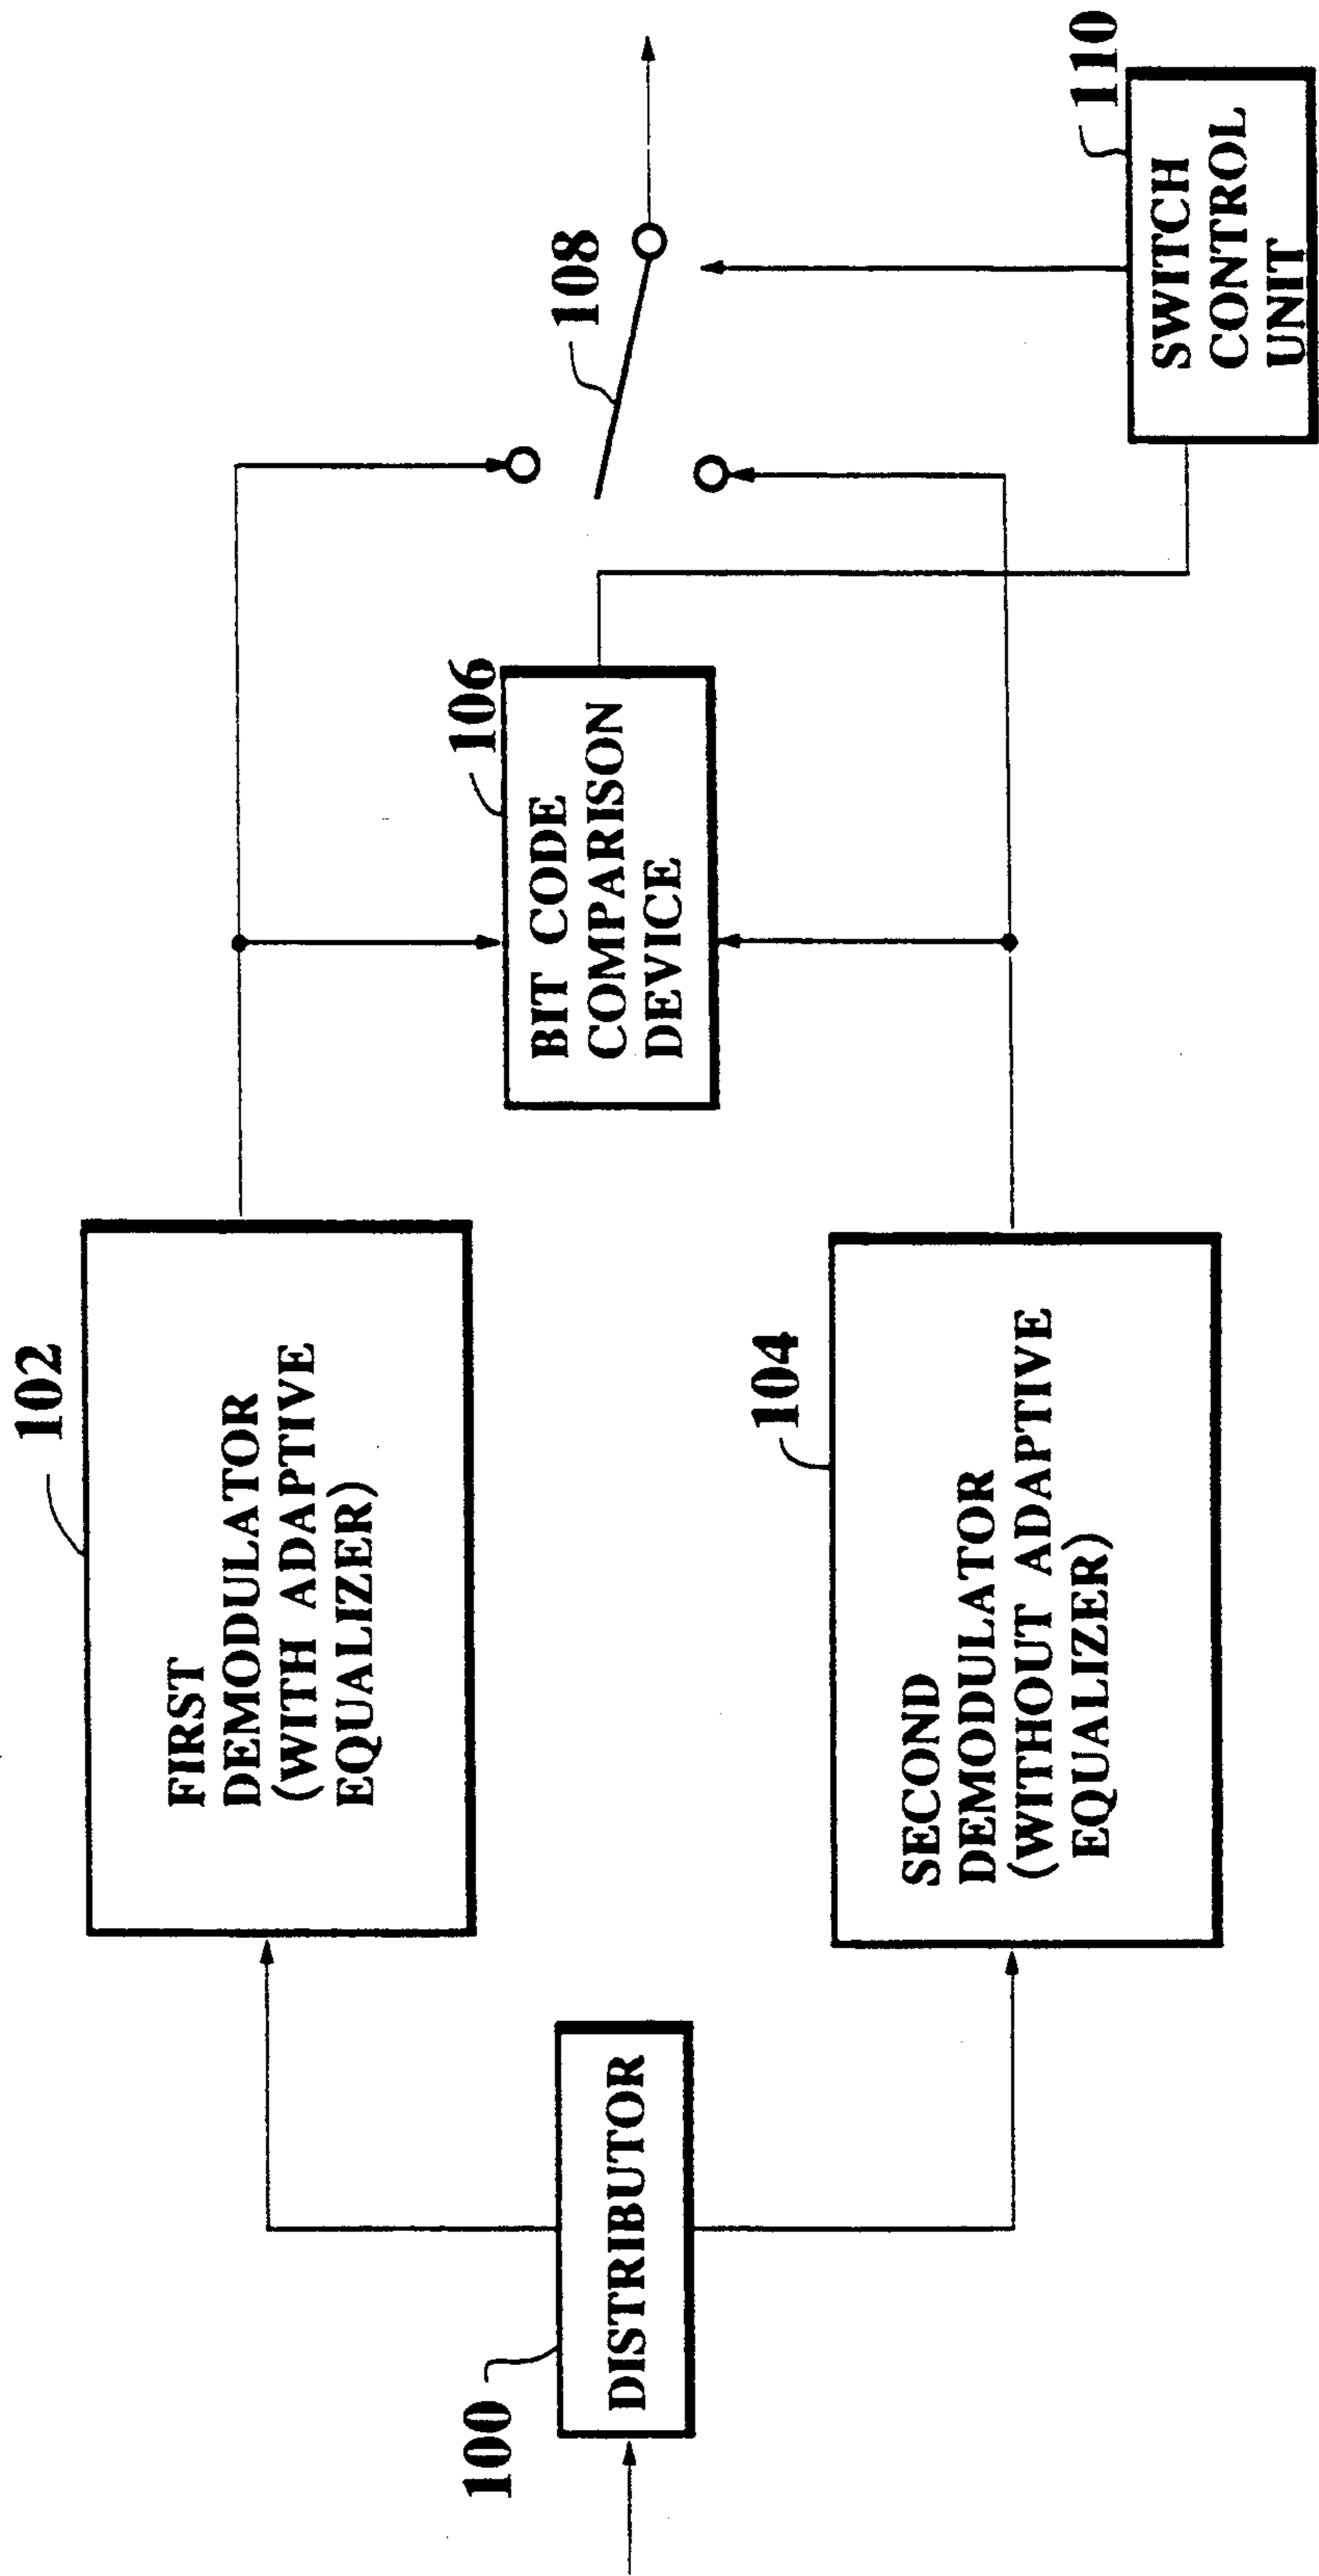 100
DISTRIBUTOR
102
FIRST
DEMODULATOR
(WITH ADAPTIVE
EQUALIZER)
104
SECOND
DEMODULATOR
(WITHOUT ADAPTIVE
EQUALIZER)
106
BIT CODE
COMPARISON
DEVICE
108
110
SWITCH
CONTROL
UNIT